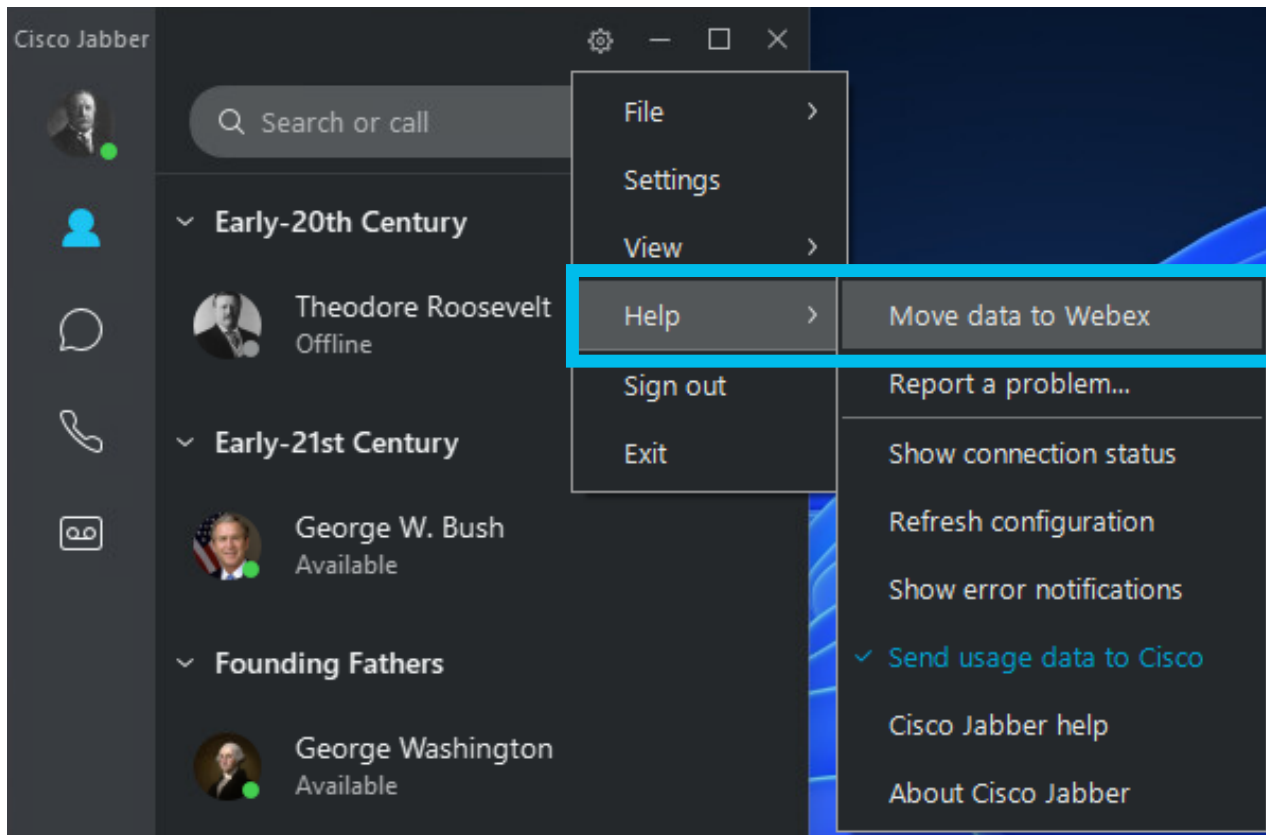 Cisco Jabber
Search or call
Early-20th Century
Theodore Roosevelt
Offline
Early-21st Century
George W. Bush
Available
Founding Fathers
George Washington
Available
File
Settings
View
Help
Sign out
Exit
Move data to Webex
Report a problem...
Show connection status
Refresh configuration
Show error notifications
Send usage data to Cisco
Cisco Jabber help
About Cisco Jabber